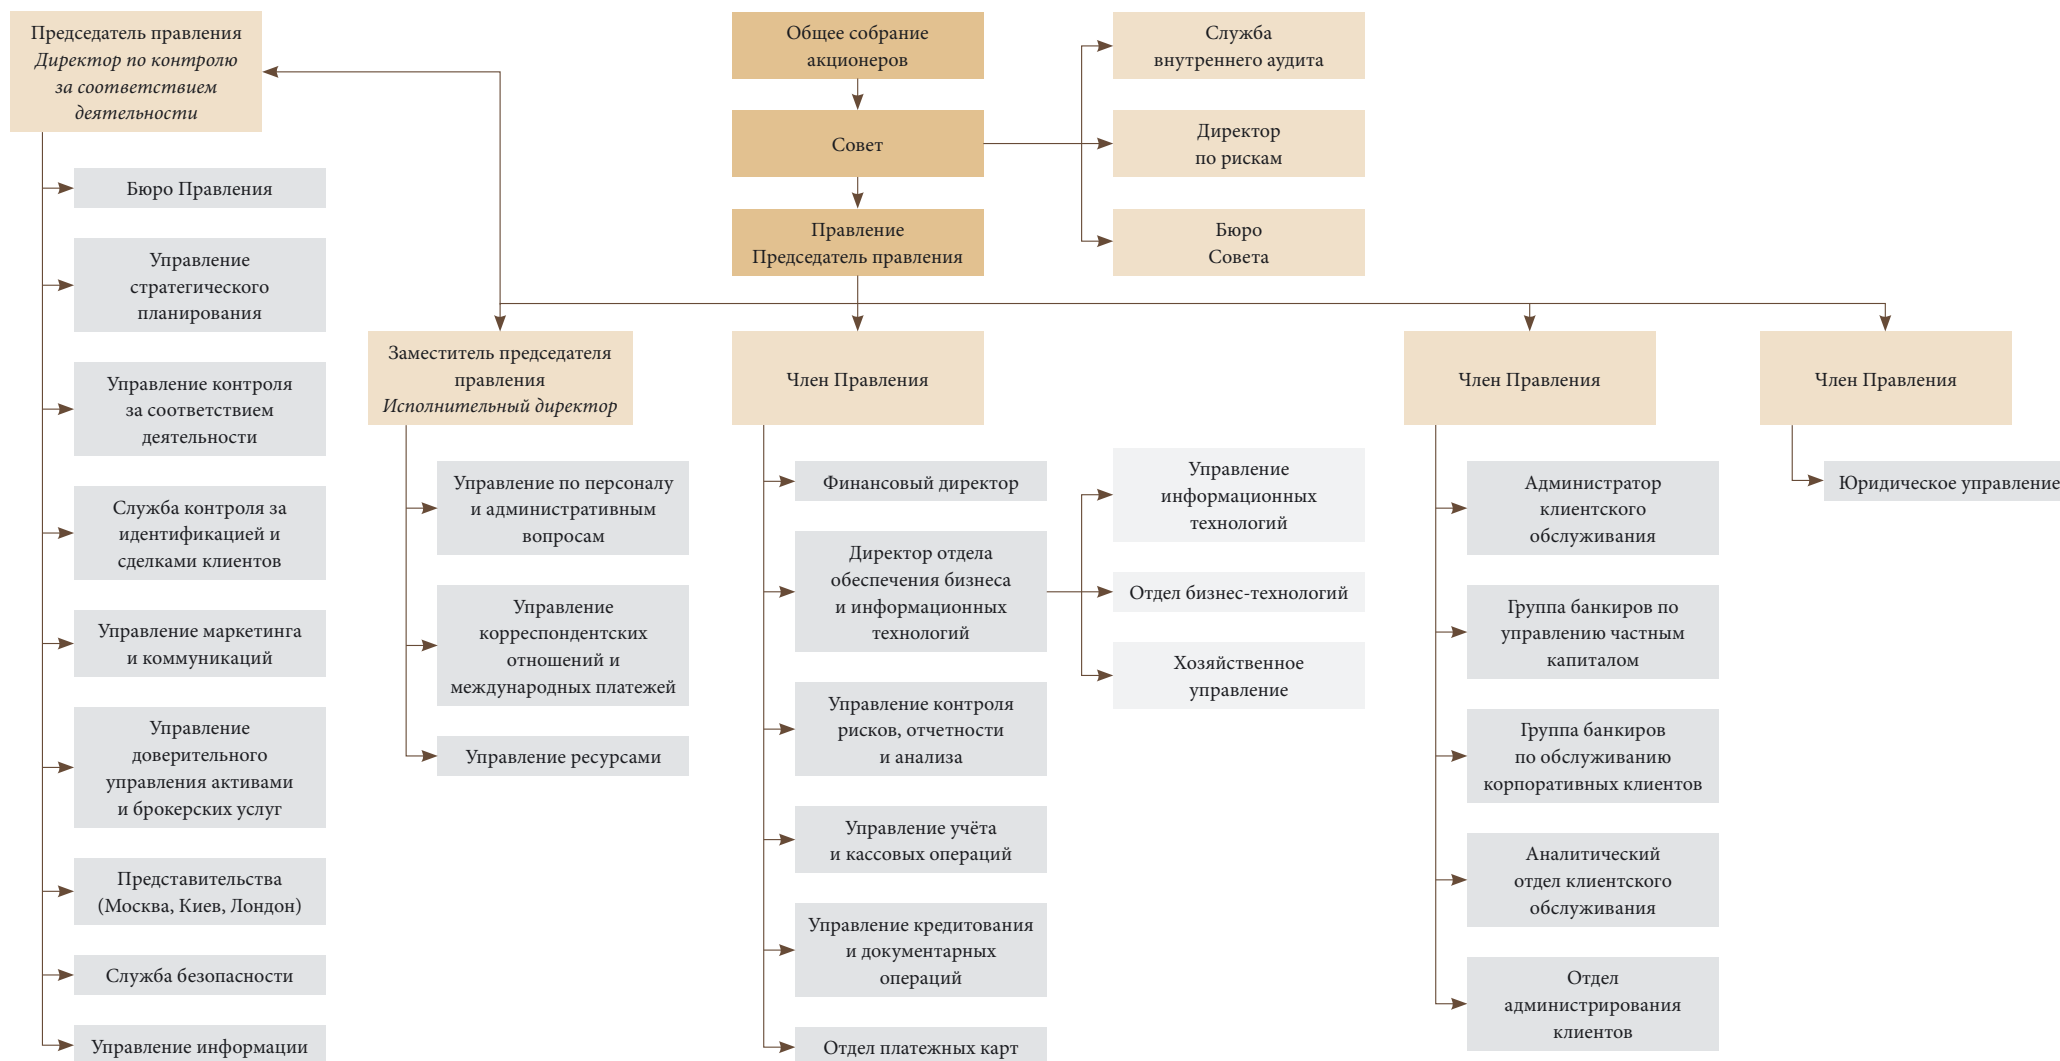 Председатель правления
Директор по контролю
за соответствием
деятельности
Бюро Правления
Управление
стратегического
планирования
Управление контроля
за соответствием
деятельности
Служба контроля за
идентификацией и
сделками клиентов
Управление маркетинга
и коммуникаций
Управление
доверительного
управления активами
и брокерских услуг
Представительства
(Москва, Киев, Лондон)
Служба безопасности
Управление информации
Общее собрание
акционеров
Совет
Правление
Председатель правления
Служба
внутреннего аудита
Директор
по рискам
Бюро
Совета
Заместитель председателя
правления
Исполнительный директор
Управление по персоналу
и административным
вопросам
Управление
корреспондентских
отношений и
международных платежей
Управление ресурсами
Член Правления
Финансовый директор
Директор отдела
обеспечения бизнеса
и информационных
технологий
Управление контроля
рисков, отчетности
и анализа
Управление учёта
и кассовых операций
Управление кредитования
и документарных
операций
Отдел платежных карт
Управление
информационных
технологий
Отдел бизнес-технологий
Хозяйственное
управление
Член Правления
Администратор
клиентского
обслуживания
Группа банкиров по
управлению частным
капиталом
Группа банкиров
по обслуживанию
корпоративных клиентов
Аналитический
отдел клиентского
обслуживания
Отдел
администрирования
клиентов
Член Правления
Юридическое управление